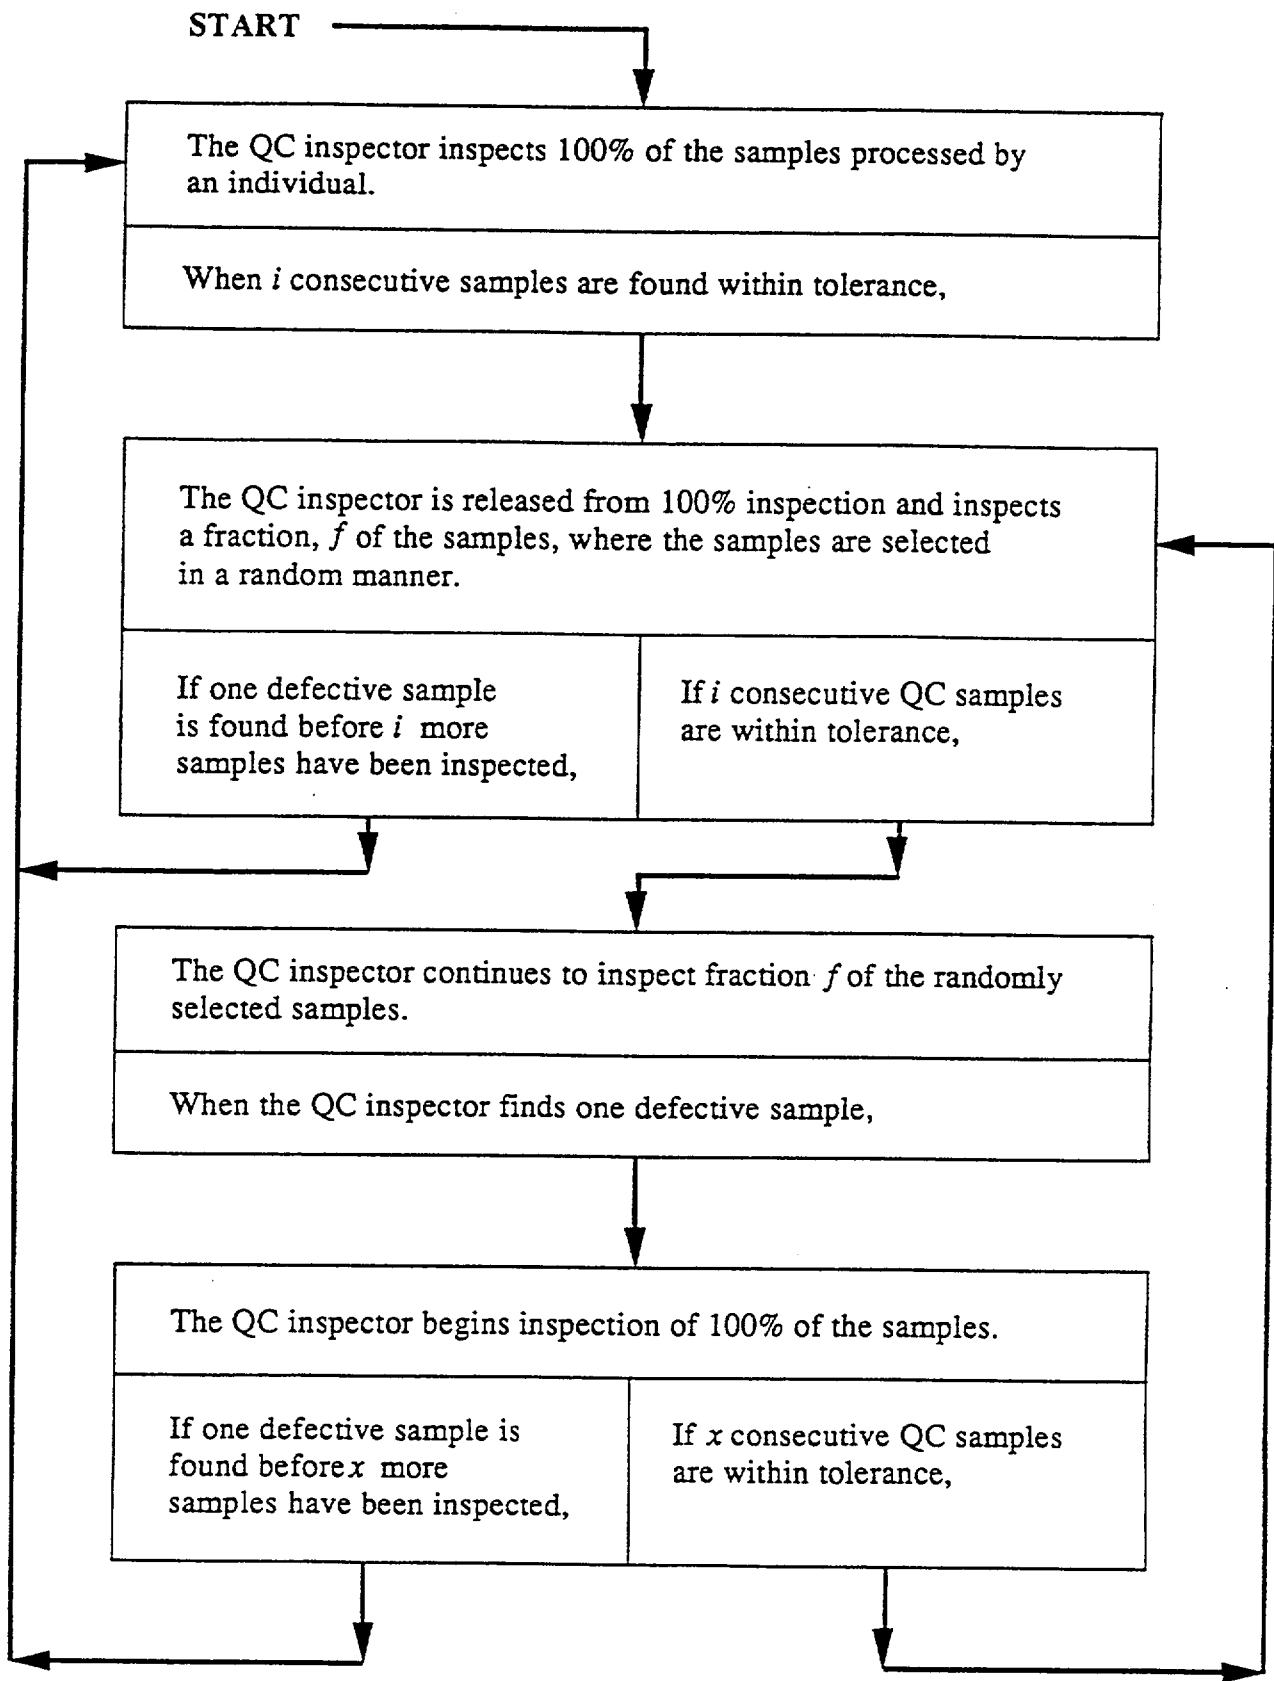 START
The QC inspector inspects 100% of the samples processed by
an individual.
When i consecutive samples are found within tolerance,
The QC inspector is released from 100% inspection and inspects
a fraction, f of the samples, where the samples are selected
in a random manner.
If one defective sample
is found before i more
samples have been inspected,
If i consecutive QC samples
are within tolerance,
The QC inspector continues to inspect fraction f of the randomly
selected samples.
When the QC inspector finds one defective sample,
The QC inspector begins inspection of 100% of the samples.
If one defective sample is
found before x more
samples have been inspected,
If x consecutive QC samples
are within tolerance,